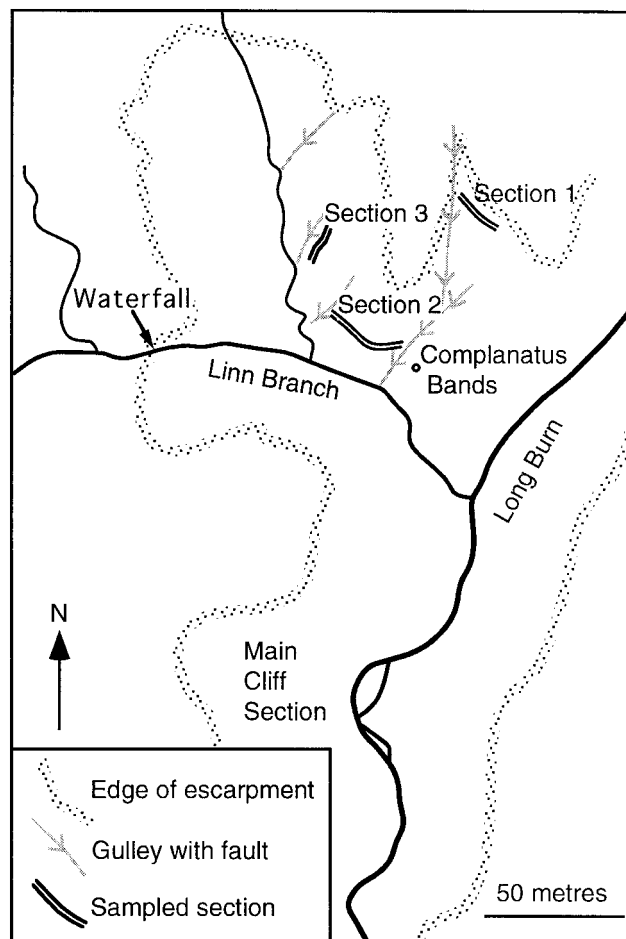 Section 1
Section 3
Section 2
Waterfall
Linn Branch
Complanatus
Bands
Long Burn
N
Main
Cliff
Section
Edge of escarpment
Gulley with fault
Sampled section
50 metres